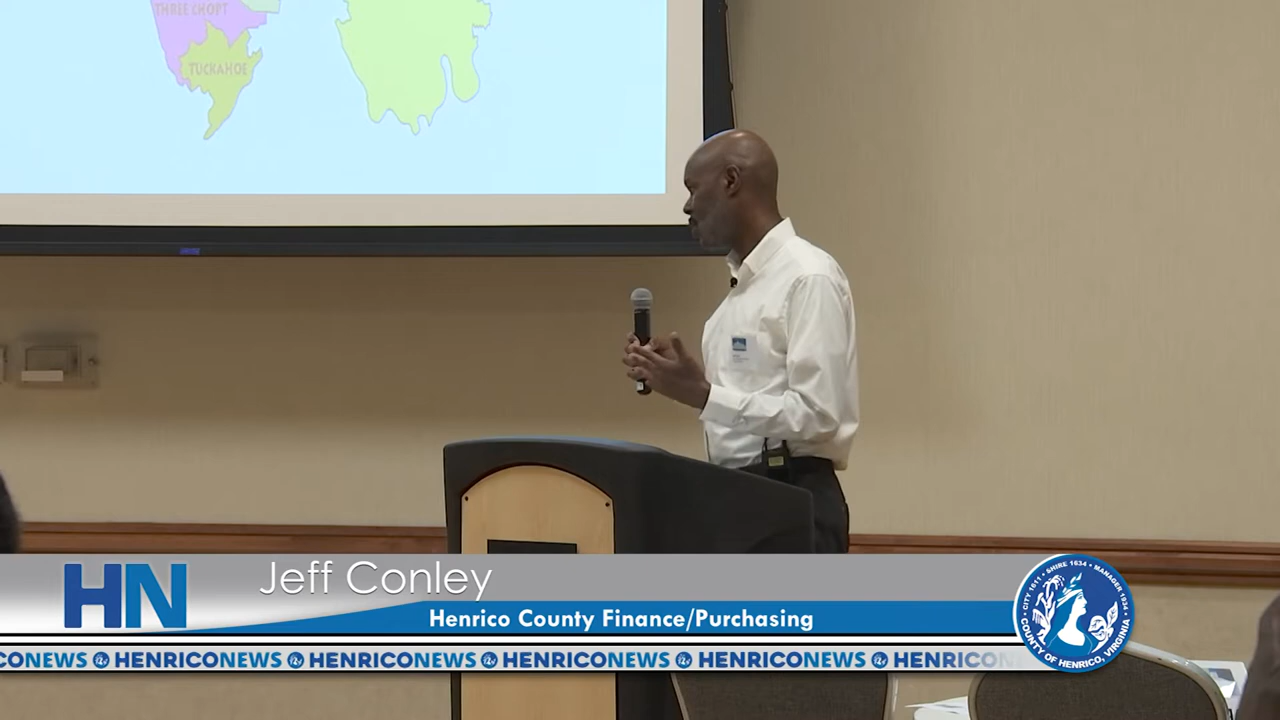 THREE CHOPT
TUCKAHOE
HN
Jeff Conley
Henrico County Finance/Purchasing
CITY 1611 • SHIRE 1634 • MANAGER 1934
COUNTY OF HENRICO, VIRGINIA
CONEWS HENRICONEWS HENRICONEWS HENRICONEWS HENRICONEWS HENRICON